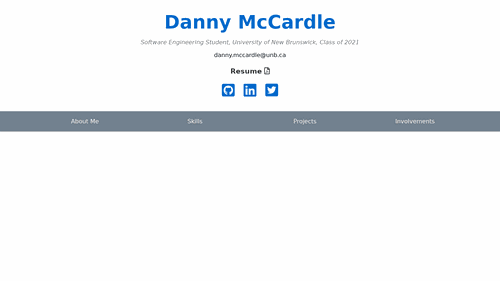 Danny McCardle
Software Engineering Student, University of New Brunswick, Class of 2021
danny.mccardle@unb.ca
Resume
About Me Skills Projects Involvements